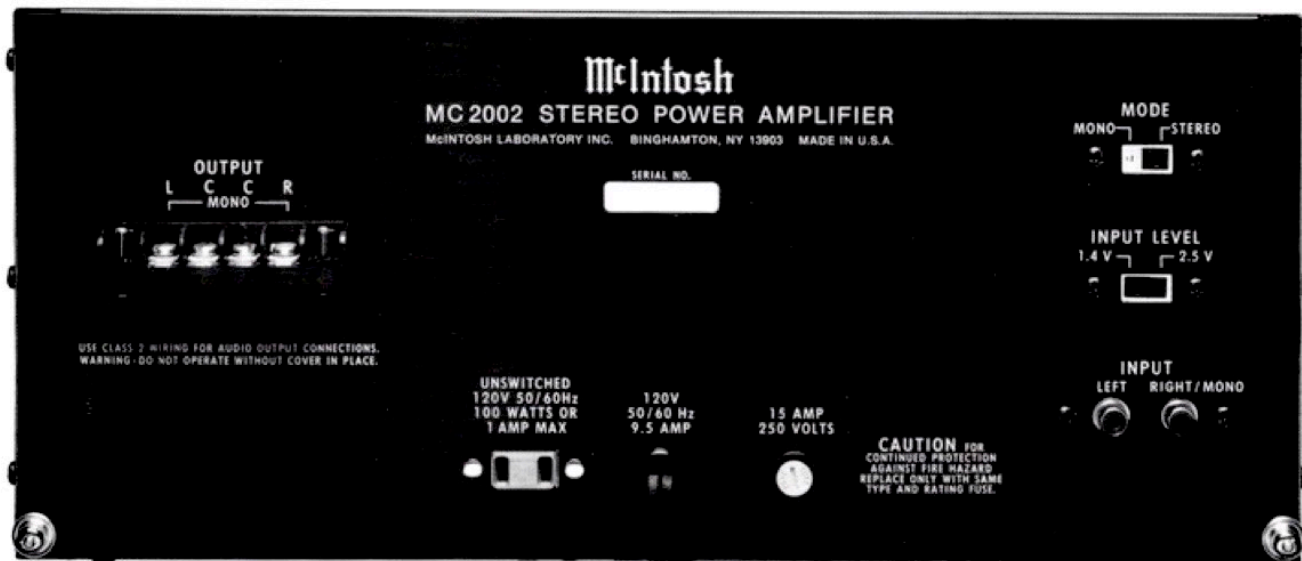 McIntosh
MC 2002 STEREO POWER AMPLIFIER
McINTOSH LABORATORY INC. BINGHAMTON, NY 13903 MADE IN U.S.A.
SERIAL NO.
OUTPUT
L C C R
MONO
USE CLASS 2 WIRING FOR AUDIO OUTPUT CONNECTIONS.
WARNING - DO NOT OPERATE WITHOUT COVER IN PLACE.
UNSWITCHED
120V 50/60Hz
100 WATTS OR
1 AMP MAX
120V
50/60 Hz
9.5 AMP
15 AMP
250 VOLTS
CAUTION FOR
CONTINUED PROTECTION
AGAINST FIRE HAZARD
REPLACE ONLY WITH SAME
TYPE AND RATING FUSE.
MODE
MONO STEREO
INPUT LEVEL
1.4 V 2.5 V
INPUT
LEFT RIGHT/MONO